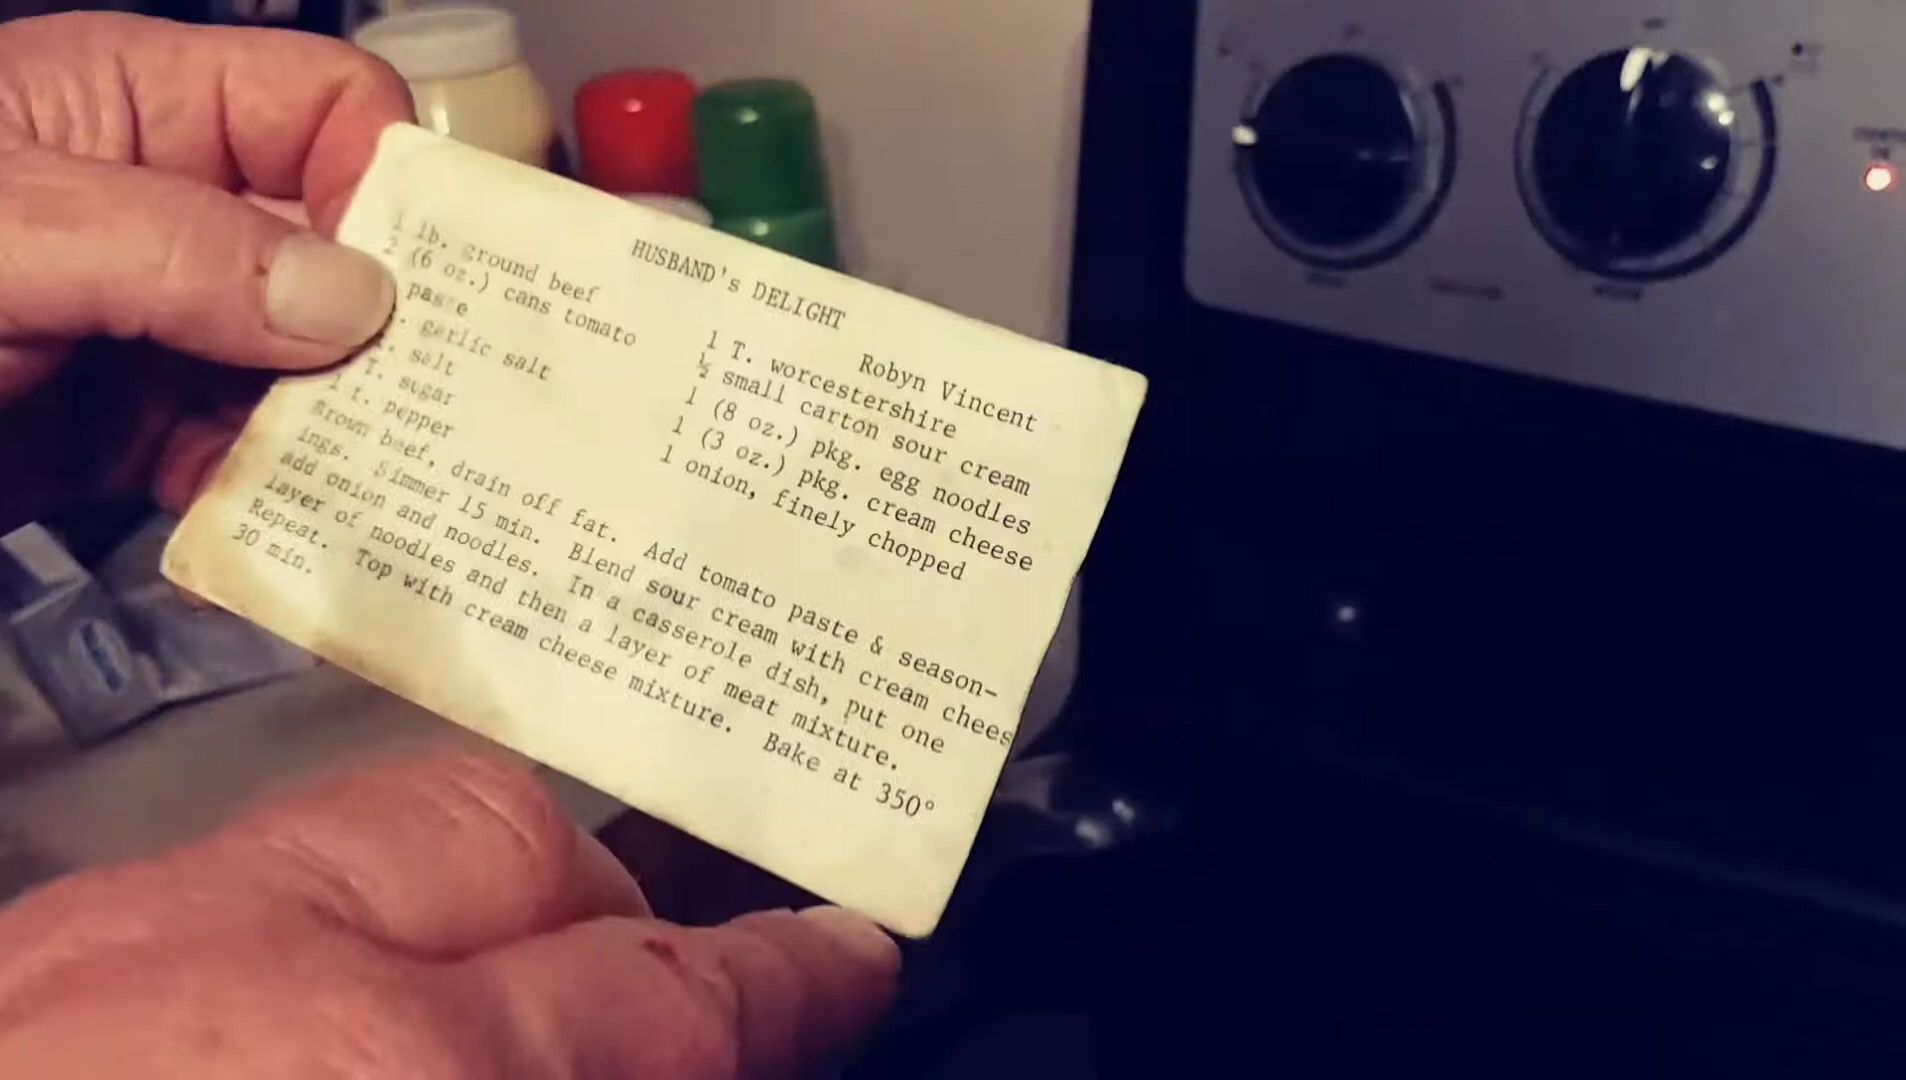 HUSBAND's DELIGHT
Robyn Vincent
1 lb. ground beef
2 (6 oz.) cans tomato
paste
garlic salt
salt
T. sugar
1 t. pepper
1 T. worcestershire
½ small carton sour cream
1 (8 oz.) pkg. egg noodles
1 (3 oz.) pkg. cream cheese
1 onion, finely chopped
Brown beef, drain off fat. Add tomato paste & season-
ings. Simmer 15 min. Blend sour cream with cream chees
add onion and noodles. In a casserole dish, put one
layer of noodles and then a layer of meat mixture.
Repeat. Top with cream cheese mixture. Bake at 350°
30 min.